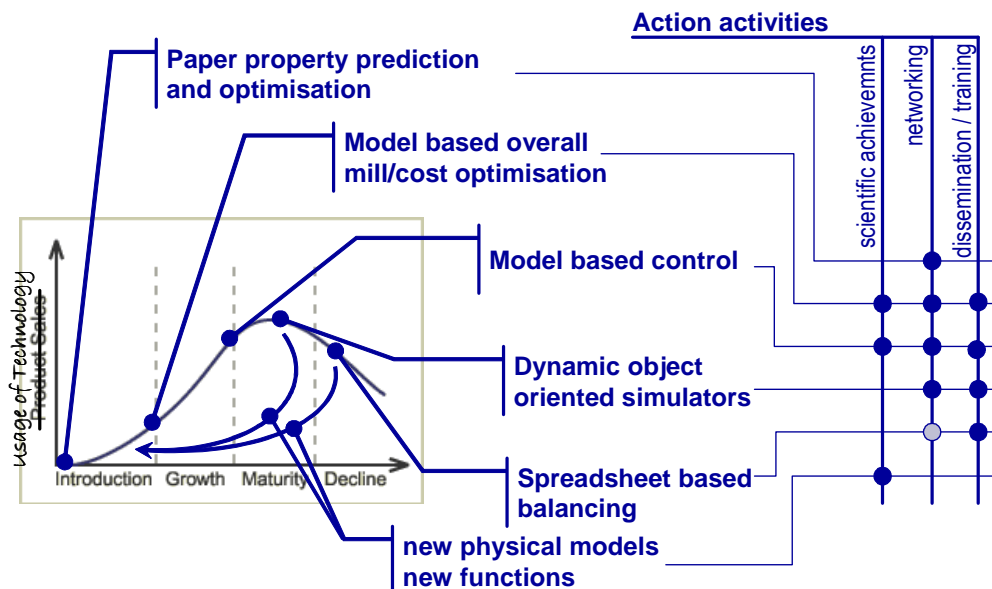 Action activities
Paper property prediction
and optimisation
Model based overall
mill/cost optimisation
scientific achievemnts
networking
dissemination / training
Model based control
Usage of Technology
Product Sales
Dynamic object
oriented simulators
Introduction
Growth
Maturity
Decline
Spreadsheet based
balancing
new physical models
new functions